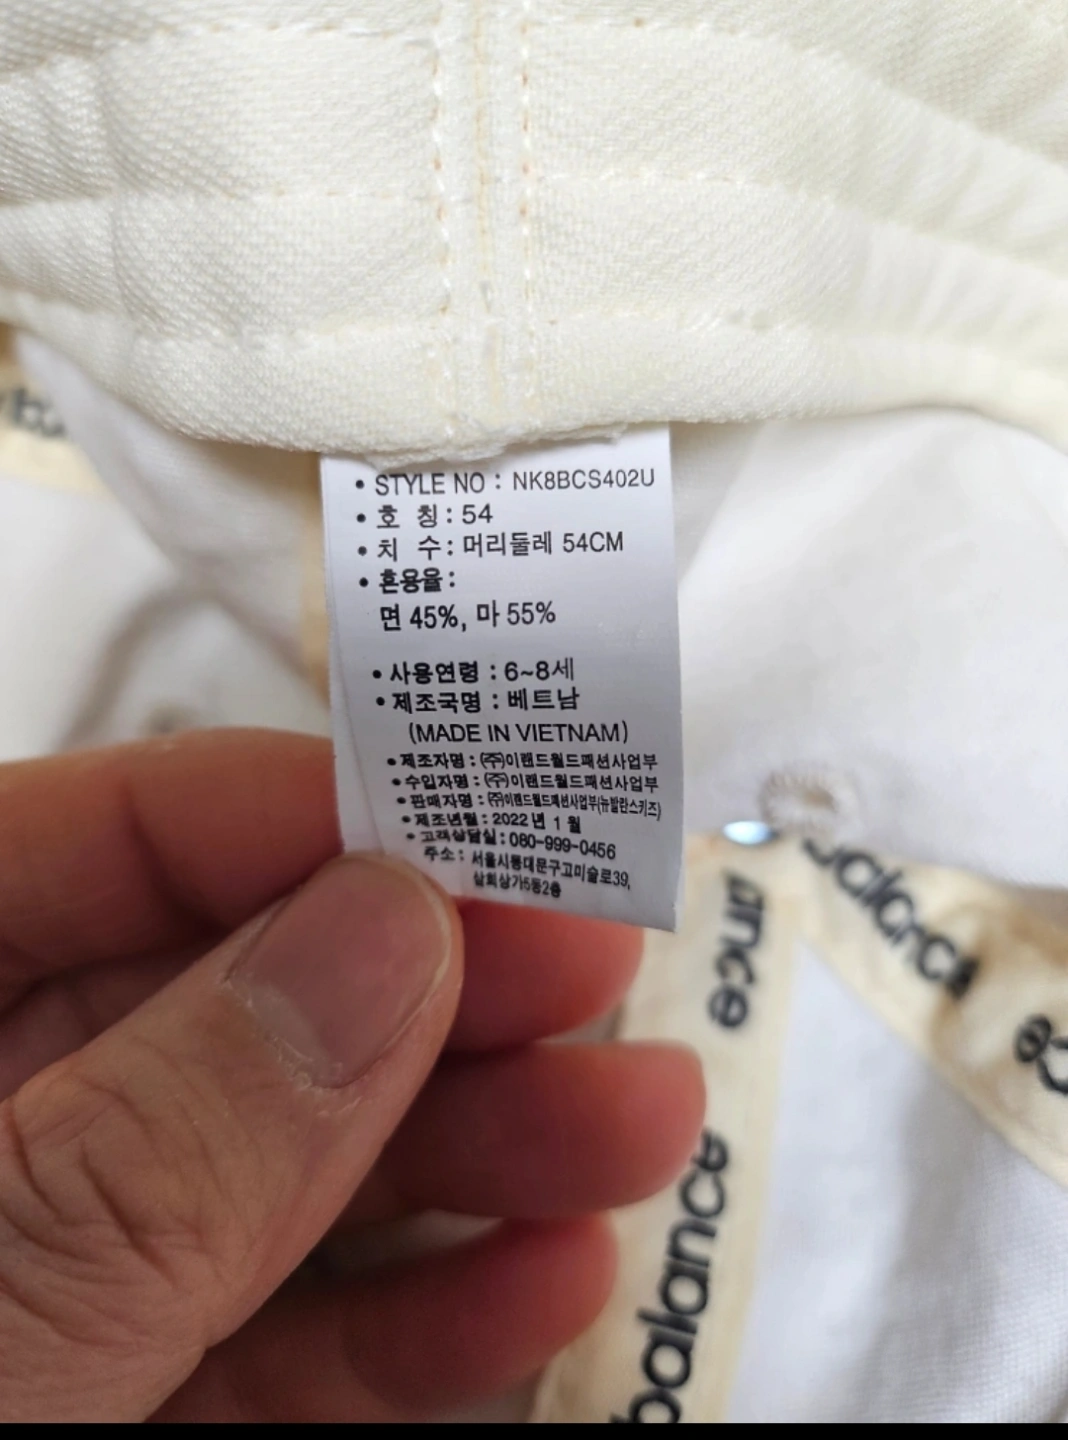 • STYLE NO : NK8BCS402U
• 호 칭 : 54
• 치 수 : 머리둘레 54CM
• 혼용율 :
면 45%, 마 55%
• 사용연령 : 6~8세
• 제조국명 : 베트남
(MADE IN VIETNAM)
• 제조자명 : ㈜이랜드월드패션사업부
• 수입자명 : ㈜이랜드월드패션사업부
• 판매자명 : ㈜이랜드월드패션사업부(뉴발란스키즈)
• 제조년월 : 2022년 1월
• 고객상담실 : 080-999-0456
주소 : 서울시동대문구고미술로39,
삼희상가5동2층
balance
ance
balance